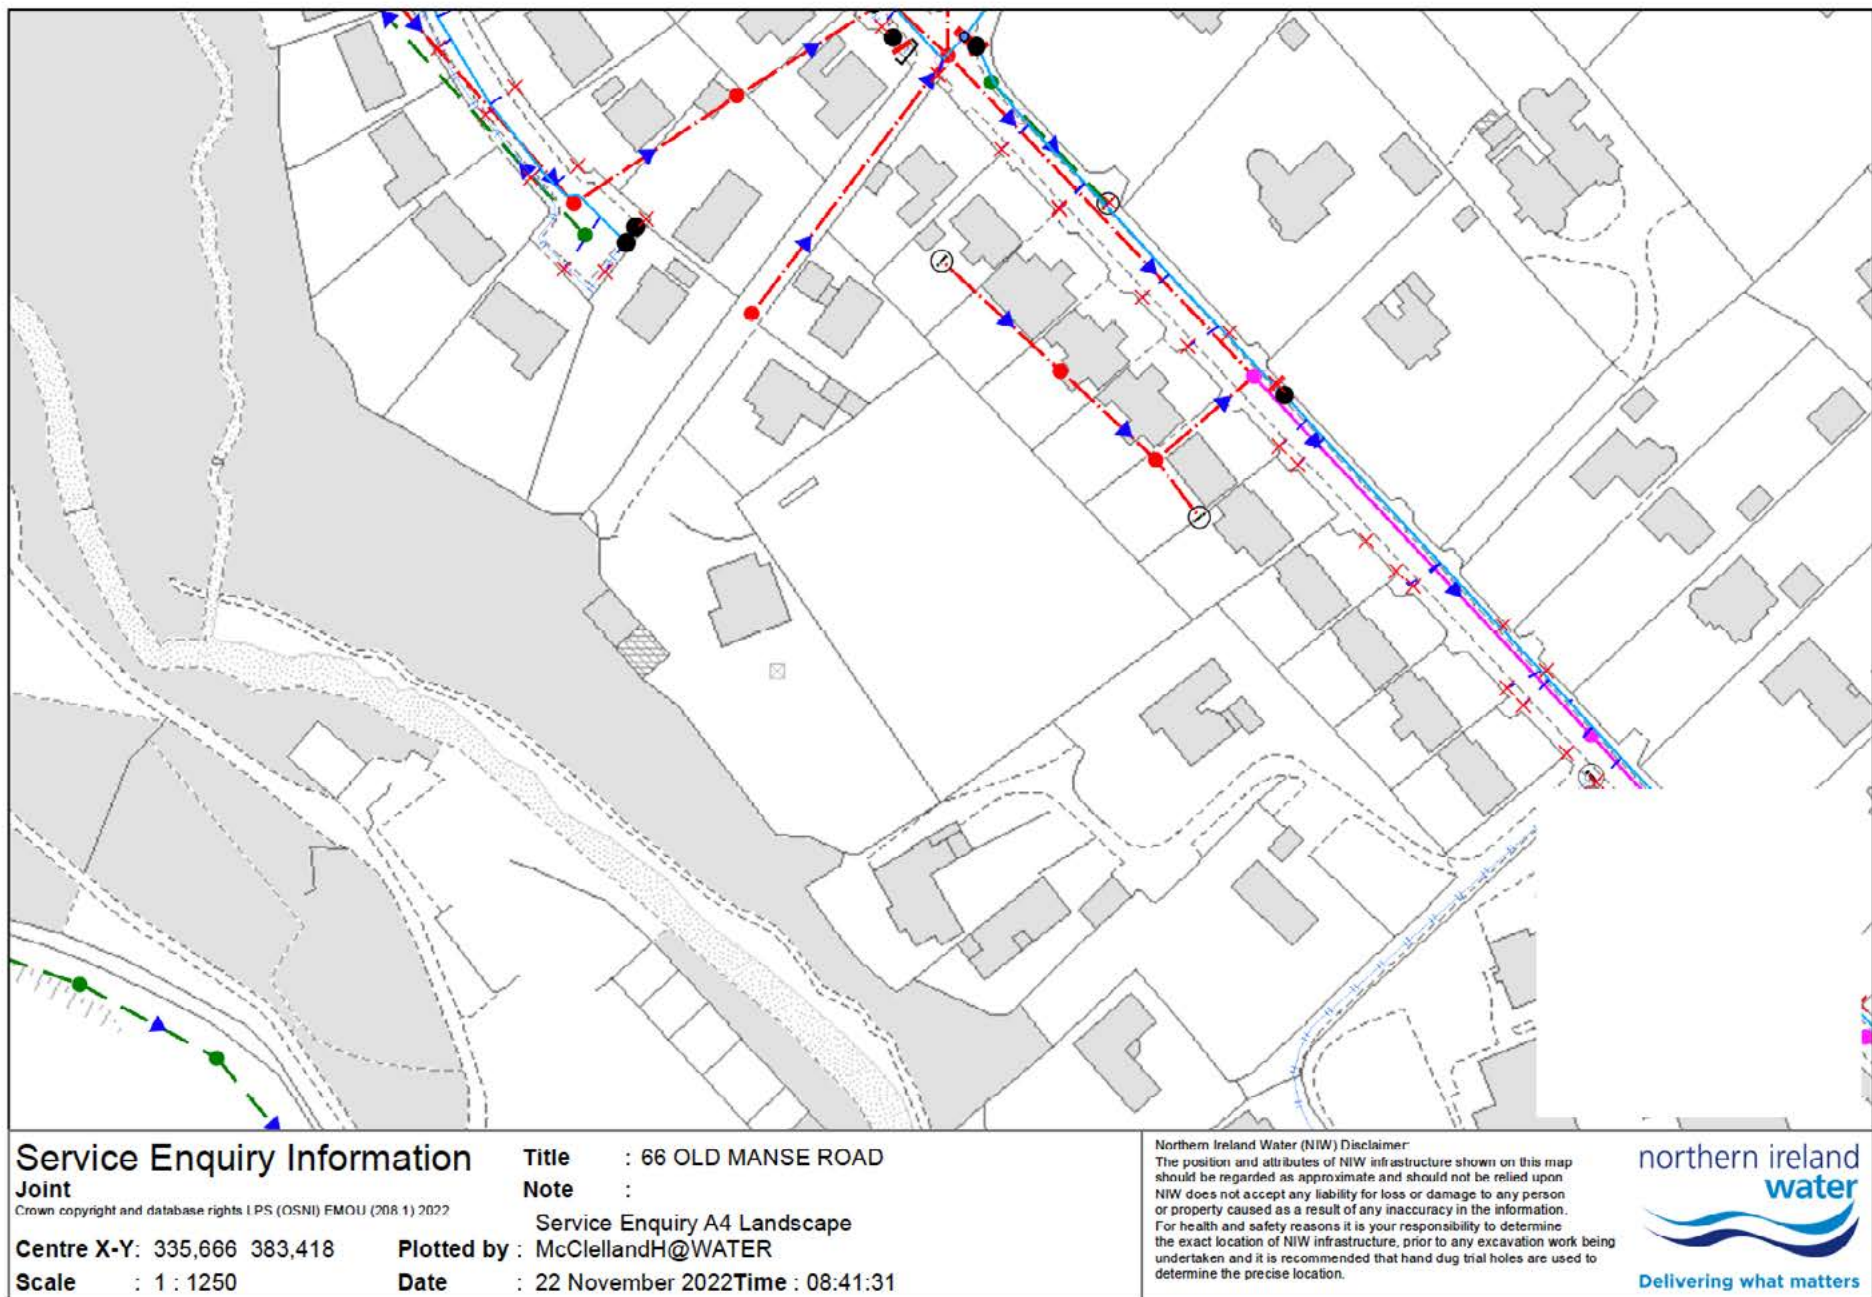 Service Enquiry Information
Joint
Crown copyright and database rights LPS (OSNI) EMOU (208.1) 2022
Centre X-Y: 335,666 383,418
Scale : 1 : 1250
Title : 66 OLD MANSE ROAD
Note :
Service Enquiry A4 Landscape
Plotted by : McClellandH@WATER
Date : 22 November 2022Time : 08:41:31
Northern Ireland Water (NIW) Disclaimer:
The position and attributes of NIW infrastructure shown on this map
should be regarded as approximate and should not be relied upon
NIW does not accept any liability for loss or damage to any person
or property caused as a result of any inaccuracy in the information.
For health and safety reasons it is your responsibility to determine
the exact location of NIW infrastructure, prior to any excavation work being
undertaken and it is recommended that hand dug trial holes are used to
determine the precise location.
northern ireland
water
Delivering what matters